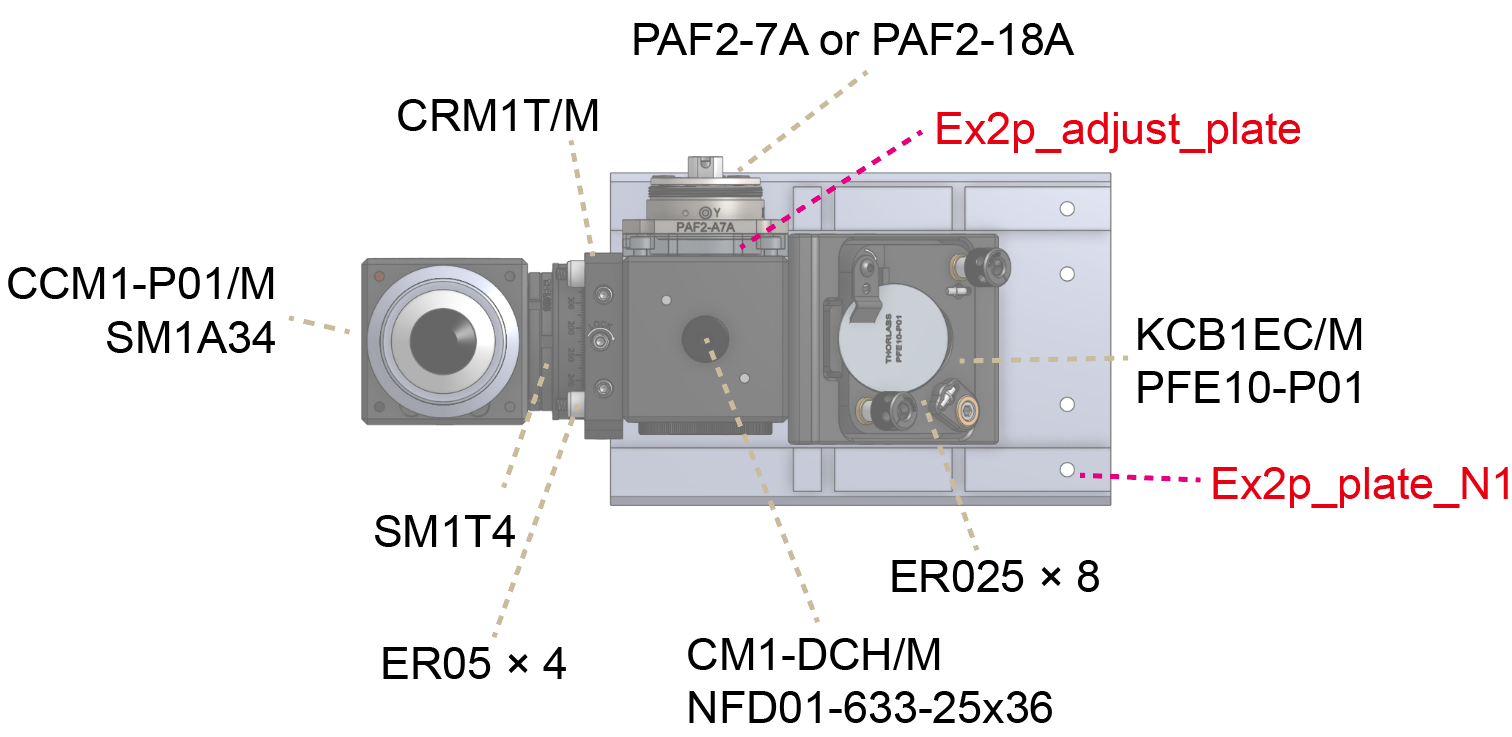 PAF2-7A or PAF2-18A
CRM1T/M
Ex2p_adjust_plate
Y
PAF2-A7A
CCM1-P01/M
SM1A34
THORLABS
PFE10-P01
KCB1EC/M
PFE10-P01
Ex2p_plate_N1
SM1T4
ER025 × 8
ER05 × 4
CM1-DCH/M
NFD01-633-25x36